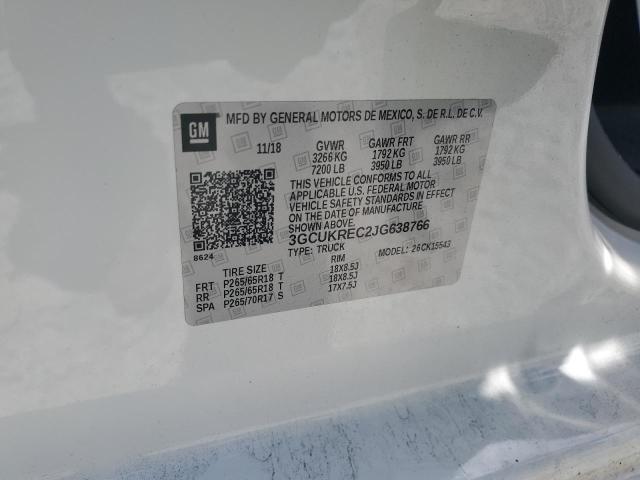 GM
MFD BY GENERAL MOTORS DE MEXICO, S. DE R.L. DE C.V.
11/18 GVWR GAWR FRT GAWR RR
3266 KG 1792 KG 1792 KG
7200 LB 3950 LB 3950 LB
THIS VEHICLE CONFORMS TO ALL
APPLICABLE U.S. FEDERAL MOTOR
VEHICLE SAFETY STANDARDS IN EFFECT
ON THE DATE OF MANUFACTURE
SHOWN ABOVE.
3GCUKREC2JG638766
TYPE: TRUCK MODEL: 26CK15543
8624
TIRE SIZE RIM
FRT P265/65R18 T 18X8.5J
RR P265/65R18 T 18X8.5J
SPA P265/70R17 S 17X7.5J